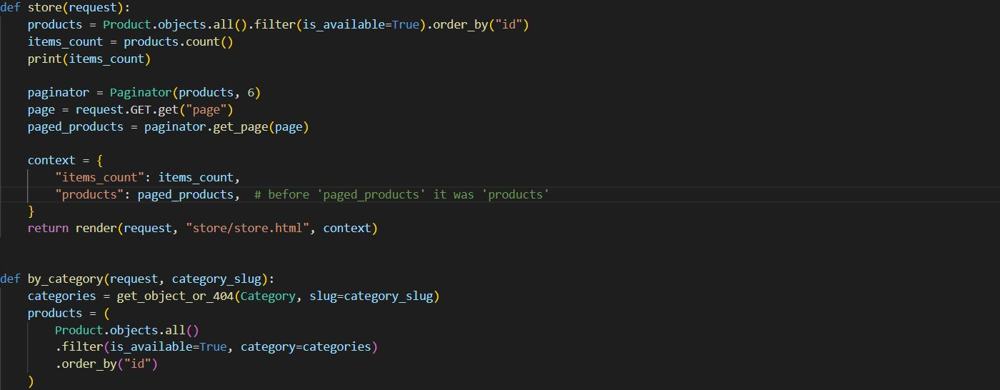 def store(request):
    products = Product.objects.all().filter(is_available=True).order_by("id")
    items_count = products.count()
    print(items_count)

    paginator = Paginator(products, 6)
    page = request.GET.get("page")
    paged_products = paginator.get_page(page)

    context = {
        "items_count": items_count,
        "products": paged_products,  # before 'paged_products' it was 'products'
    }
    return render(request, "store/store.html", context)


def by_category(request, category_slug):
    categories = get_object_or_404(Category, slug=category_slug)
    products = (
        Product.objects.all()
        .filter(is_available=True, category=categories)
        .order_by("id")
    )